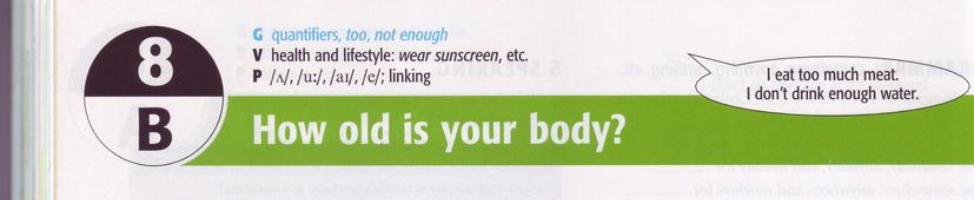 8
B
G quantifiers, too, not enough
V health and lifestyle: wear sunscreen, etc.
P /ʌ/, /uː/, /aɪ/, /e/; linking
How old is your body?
I eat too much meat.
I don't drink enough water.